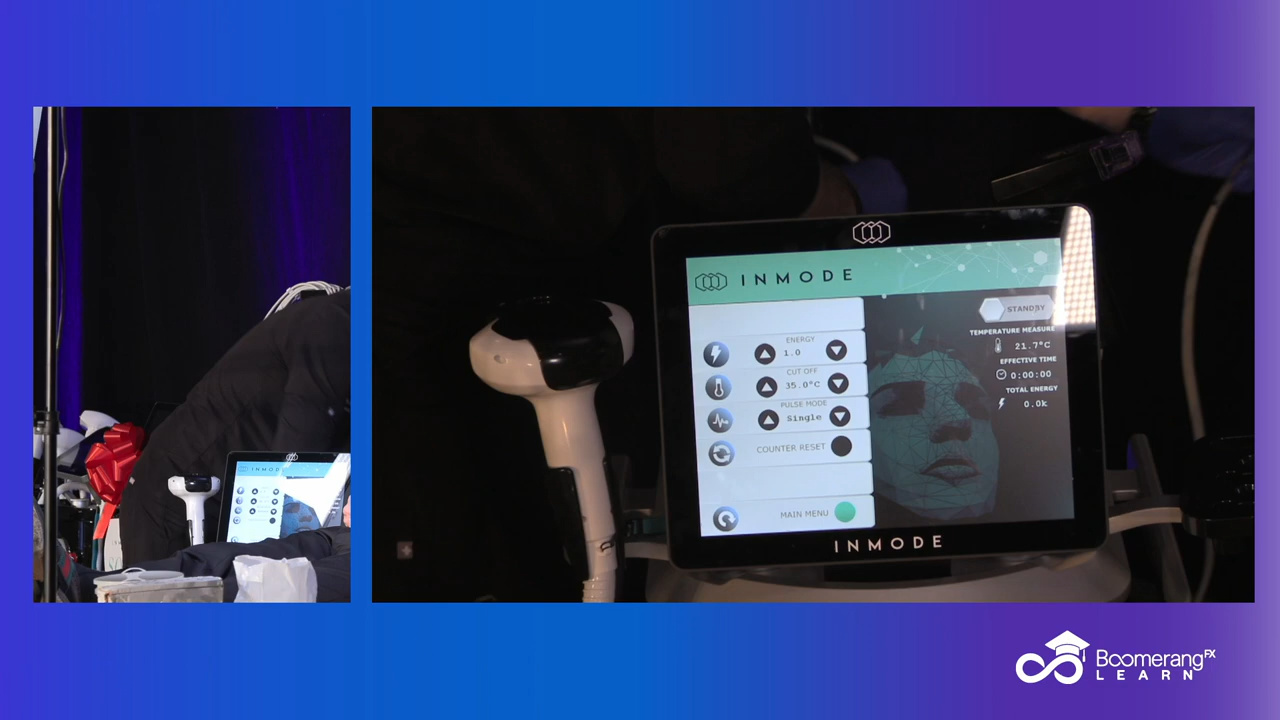 INMODE
INMODE
STANDBY
TEMPERATURE MEASURE
21.7°C
EFFECTIVE TIME
0:00:00
TOTAL ENERGY
0.0k
ENERGY
1.0
CUT OFF
35.0°C
PULSE MODE
Single
COUNTER RESET
MAIN MENU
INMODE
BoomerangFX
LEARN